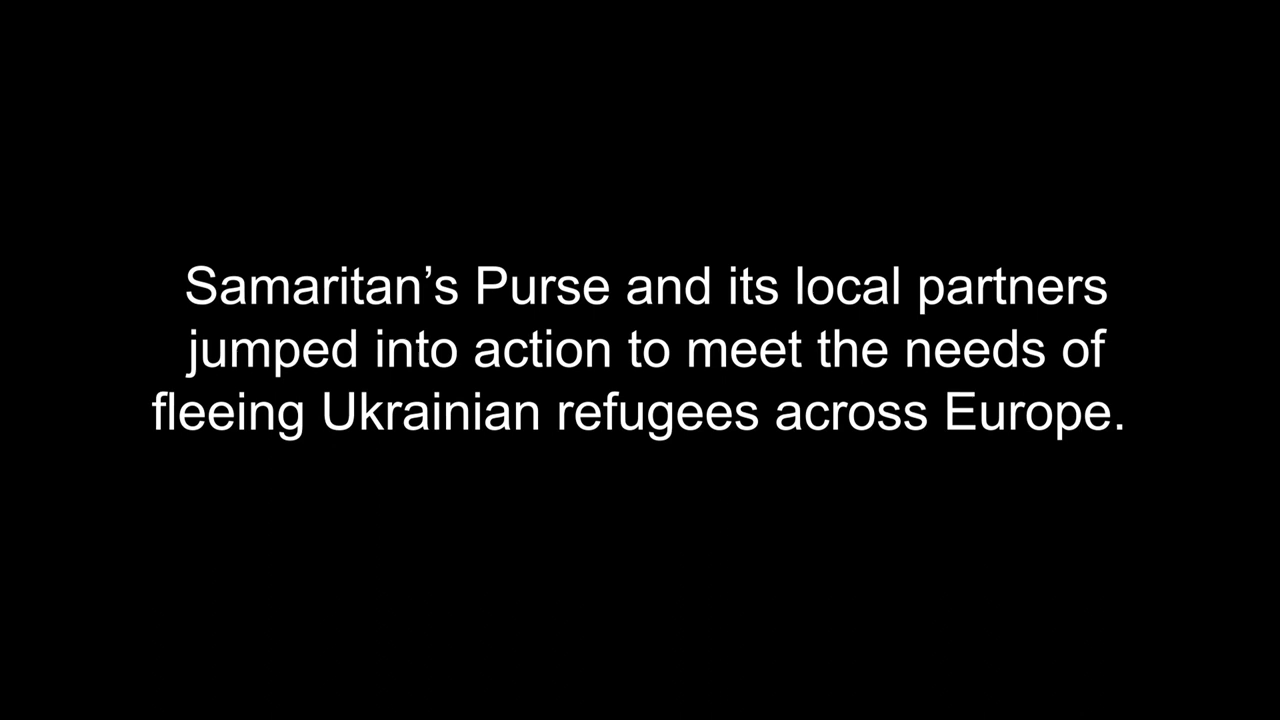 Samaritan’s Purse and its local partners
jumped into action to meet the needs of
fleeing Ukrainian refugees across Europe.